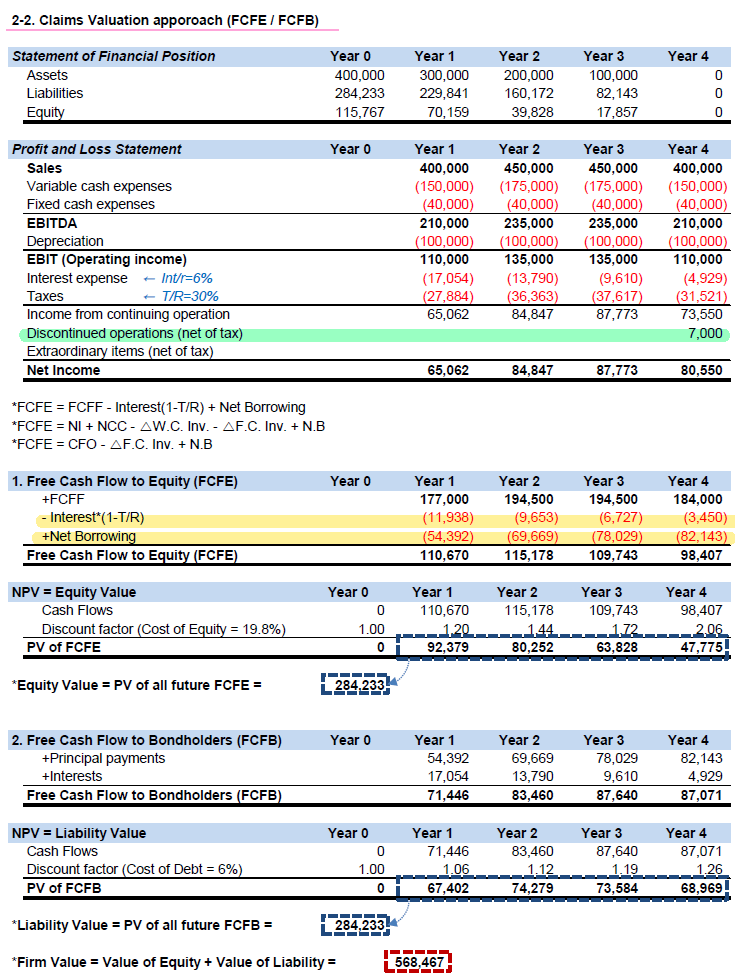 2-2. Claims Valuation apporoach (FCFE / FCFB)
Statement of Financial Position Year 0 Year 1 Year 2 Year 3 Year 4
Assets 400,000 300,000 200,000 100,000 0
Liabilities 284,233 229,841 160,172 82,143 0
Equity 115,767 70,159 39,828 17,857 0
Profit and Loss Statement Year 0 Year 1 Year 2 Year 3 Year 4
Sales 400,000 450,000 450,000 400,000
Variable cash expenses (150,000) (175,000) (175,000) (150,000)
Fixed cash expenses (40,000) (40,000) (40,000) (40,000)
EBITDA 210,000 235,000 235,000 210,000
Depreciation (100,000) (100,000) (100,000) (100,000)
EBIT (Operating income) 110,000 135,000 135,000 110,000
Interest expense ← Int/r=6% (17,054) (13,790) (9,610) (4,929)
Taxes ← T/R=30% (27,884) (36,363) (37,617) (31,521)
Income from continuing operation 65,062 84,847 87,773 73,550
Discontinued operations (net of tax) 7,000
Extraordinary items (net of tax)
Net Income 65,062 84,847 87,773 80,550
*FCFE = FCFF - Interest(1-T/R) + Net Borrowing
*FCFE = NI + NCC - △W.C. Inv. - △F.C. Inv. + N.B
*FCFE = CFO - △F.C. Inv. + N.B
1. Free Cash Flow to Equity (FCFE) Year 0 Year 1 Year 2 Year 3 Year 4
+FCFF 177,000 194,500 194,500 184,000
- Interest*(1-T/R) (11,938) (9,653) (6,727) (3,450)
+Net Borrowing (54,392) (69,669) (78,029) (82,143)
Free Cash Flow to Equity (FCFE) 110,670 115,178 109,743 98,407
NPV = Equity Value Year 0 Year 1 Year 2 Year 3 Year 4
Cash Flows 0 110,670 115,178 109,743 98,407
Discount factor (Cost of Equity = 19.8%) 1.00 1.20 1.44 1.72 2.06
PV of FCFE 0 92,379 80,252 63,828 47,775
*Equity Value = PV of all future FCFE = 284,233
2. Free Cash Flow to Bondholders (FCFB) Year 0 Year 1 Year 2 Year 3 Year 4
+Principal payments 54,392 69,669 78,029 82,143
+Interests 17,054 13,790 9,610 4,929
Free Cash Flow to Bondholders (FCFB) 71,446 83,460 87,640 87,071
NPV = Liability Value Year 0 Year 1 Year 2 Year 3 Year 4
Cash Flows 0 71,446 83,460 87,640 87,071
Discount factor (Cost of Debt = 6%) 1.00 1.06 1.12 1.19 1.26
PV of FCFB 0 67,402 74,279 73,584 68,969
*Liability Value = PV of all future FCFB = 284,233
*Firm Value = Value of Equity + Value of Liability = 568,467